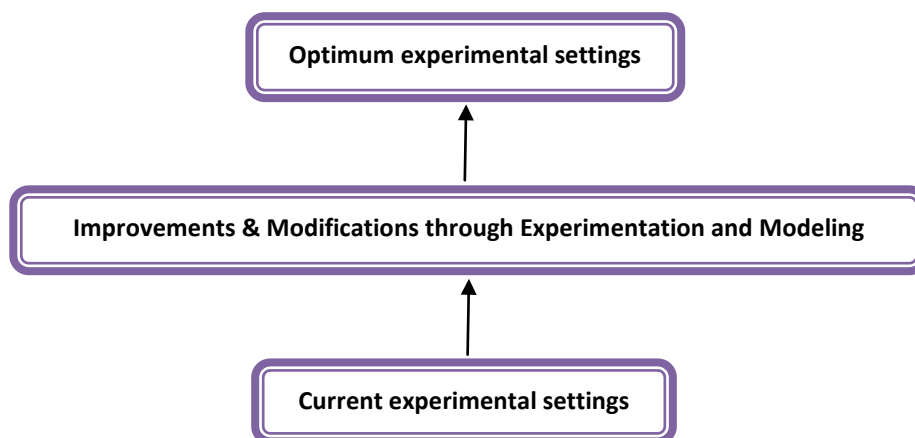 Optimum experimental settings
Improvements & Modifications through Experimentation and Modeling
Current experimental settings